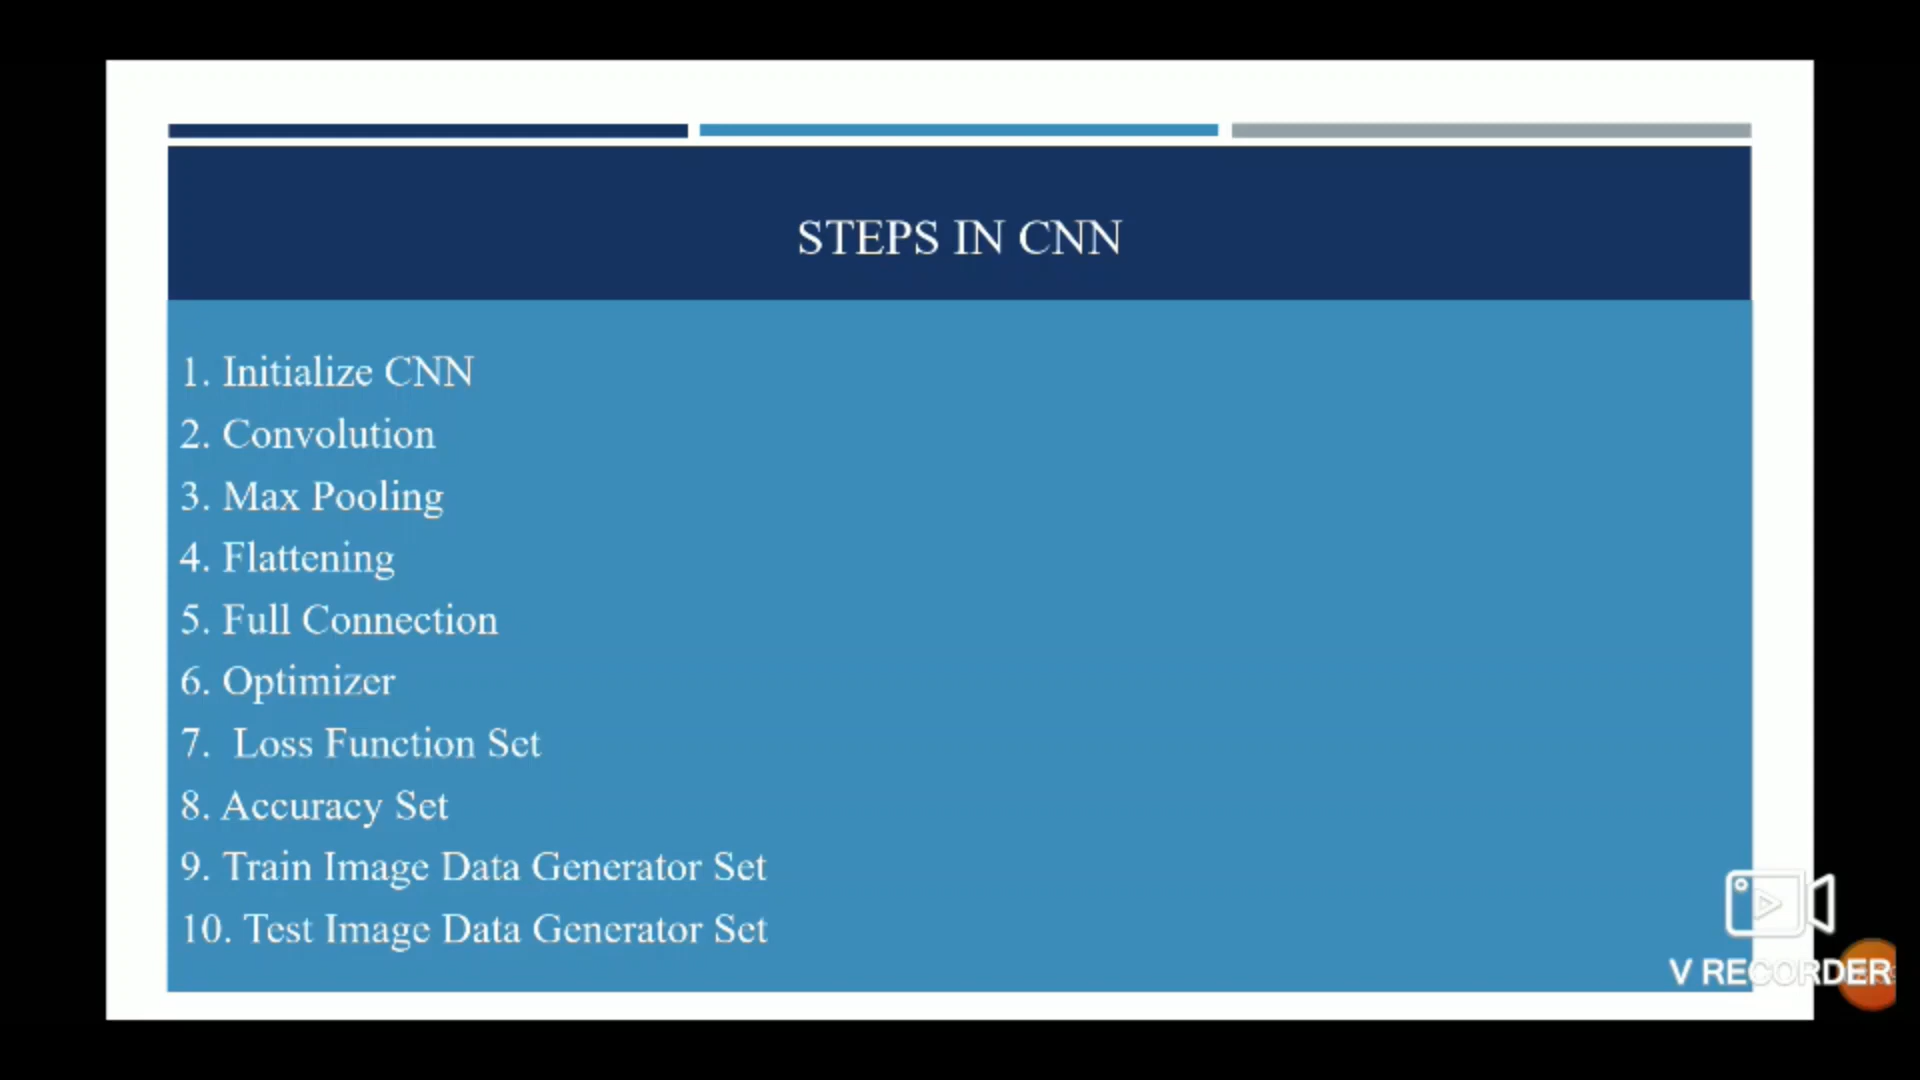 STEPS IN CNN
1. Initialize CNN
2. Convolution
3. Max Pooling
4. Flattening
5. Full Connection
6. Optimizer
7. Loss Function Set
8. Accuracy Set
9. Train Image Data Generator Set
10. Test Image Data Generator Set
V RECORDER